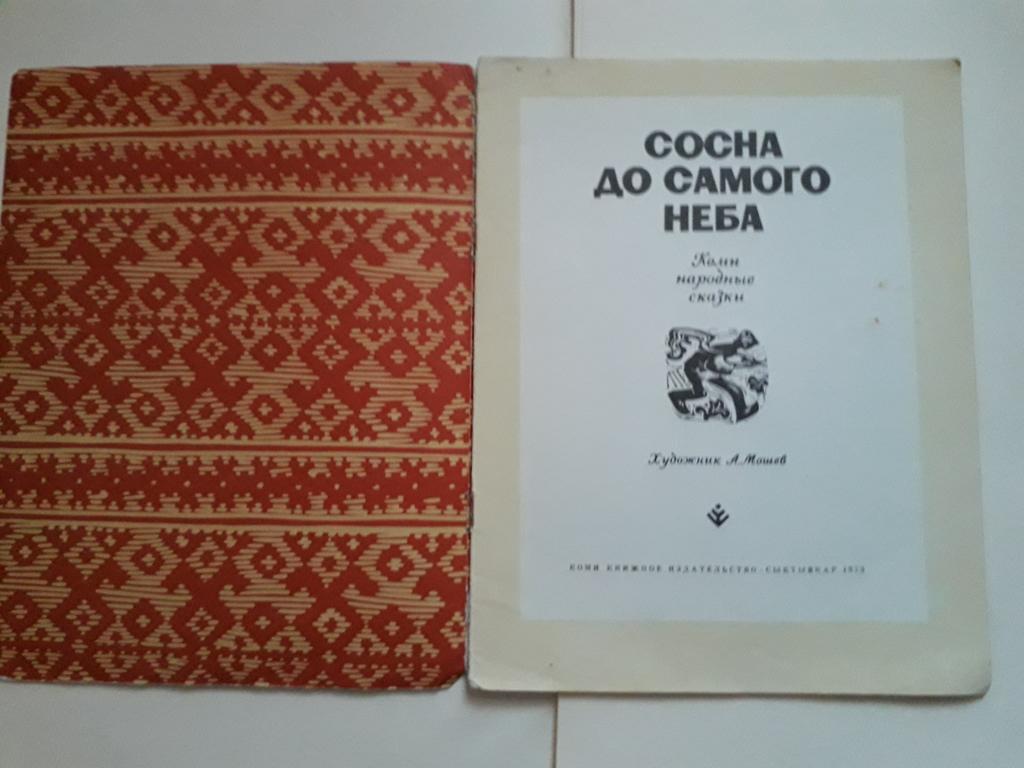 СОСНА
ДО САМОГО
НЕБА
Коми
народные
сказки
Художник А. Мошев
КОМИ КНИЖНОЕ ИЗДАТЕЛЬСТВО · СЫКТЫВКАР